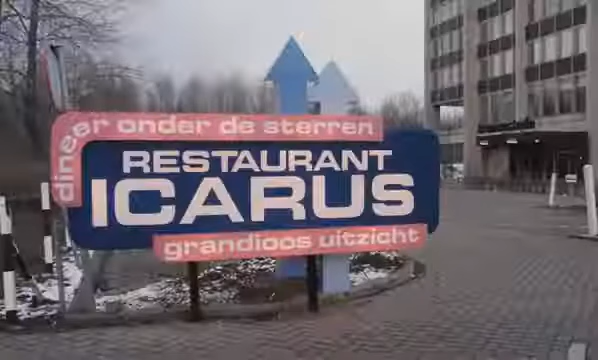 dineer onder de sterren
RESTAURANT
ICARUS
grandioos uitzicht